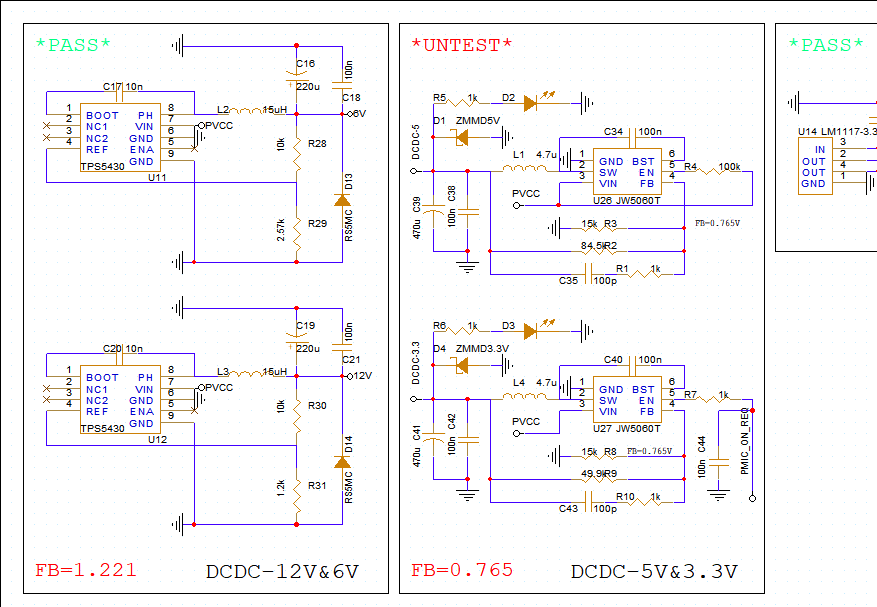 *PASS*
C16
100n
220u
C18
C17 10n
L2 15uH
6V
1 BOOT PH 8
2 NC1 VIN 7
3 NC2 GND 6
4 REF ENA 5
GND 9
PVCC
TPS5430
U11
10k
R28
D13
RS5MC
2.57k
R29
C19
100n
220u
C21
C20 10n
L3 15uH
12V
1 BOOT PH 8
2 NC1 VIN 7
3 NC2 GND 6
4 REF ENA 5
GND 9
PVCC
TPS5430
U12
10k
R30
D14
RS5MC
1.2k
R31
FB=1.221
DCDC-12V&6V
*UNTEST*
R5 1k D2
D1 ZMMD5V
DCDC-5
C34 100n
L1 4.7u
1 GND BST 6
2 SW EN 5
3 VIN FB 4
R4 100k
U26 JW5060T
PVCC
C39
470u
C38
100n
15k R3
FB=0.765V
84.5kR2
C35 100p
R1 1k
R6 1k D3
D4 ZMMD3.3V
DCDC-3.3
C40 100n
L4 4.7u
1 GND BST 6
2 SW EN 5
3 VIN FB 4
R7 1k
U27 JW5060T
PVCC
C41
470u
C42
100n
15k R8
FB=0.765V
49.9kR9
C43 100p
R10 1k
C44
100n
PMIC_ON_REQ
FB=0.765
DCDC-5V&3.3V
*PASS*
U14 LM1117-3.3
IN 3
OUT 2
OUT 4
GND 1